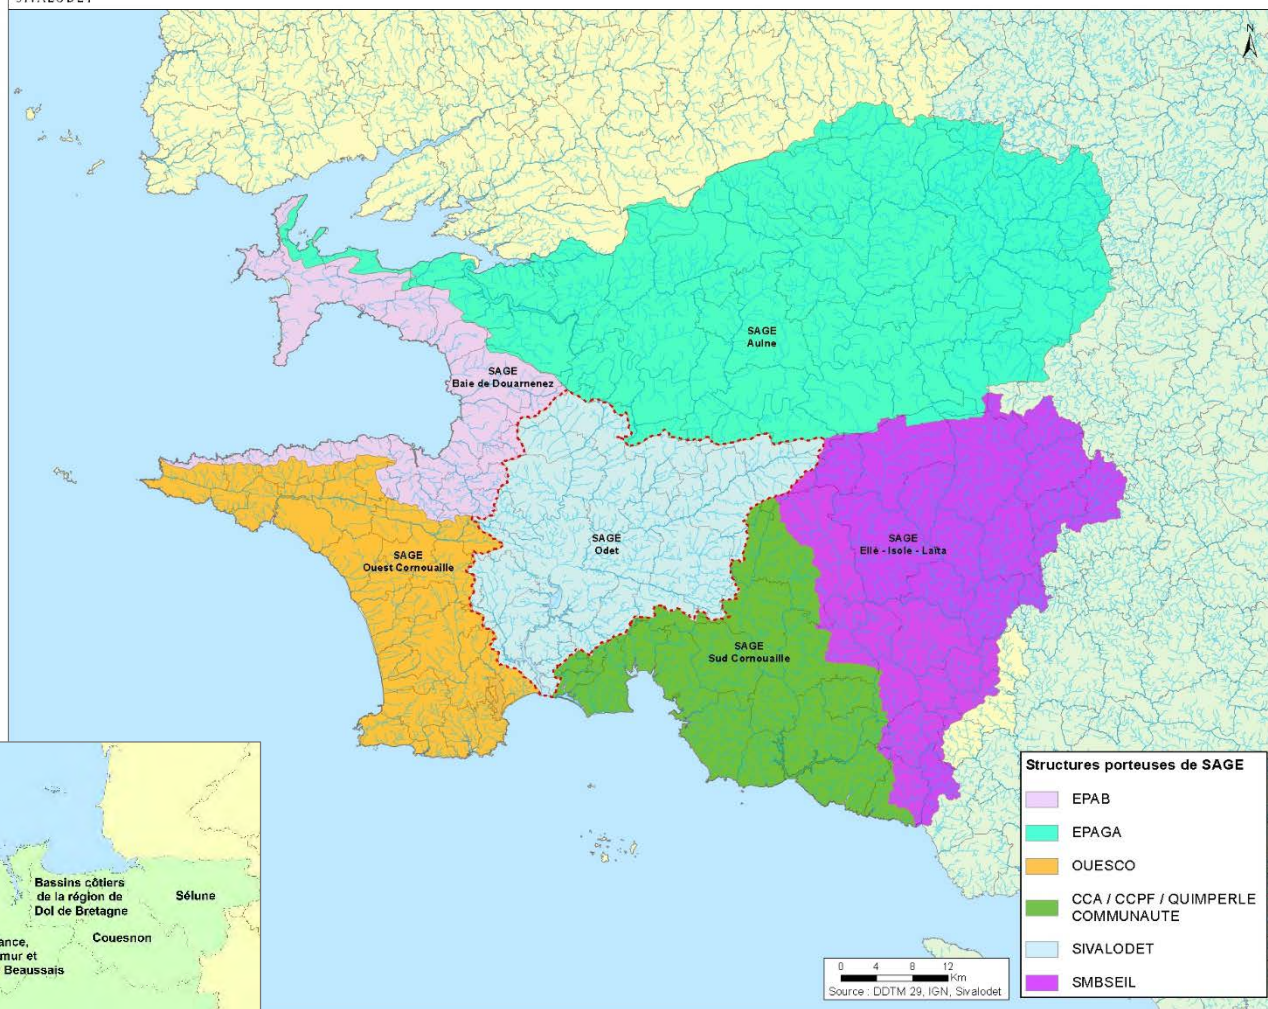 SIVALODET
N
SAGE
Aulne
SAGE
Baie de Douarnenez
SAGE
Odet
SAGE
Ellé - Isole - Laïta
SAGE
Ouest Cornouaille
SAGE
Sud Cornouaille
Bassins côtiers
de la région de
Dol de Bretagne
Sélune
Couesnon
ance,
mur et
Beaussais
0 4 8 12
Km
Source : DDTM 29, IGN, Sivalodet
Structures porteuses de SAGE
EPAB
EPAGA
OUESCO
CCA / CCPF / QUIMPERLE
COMMUNAUTE
SIVALODET
SMBSEIL